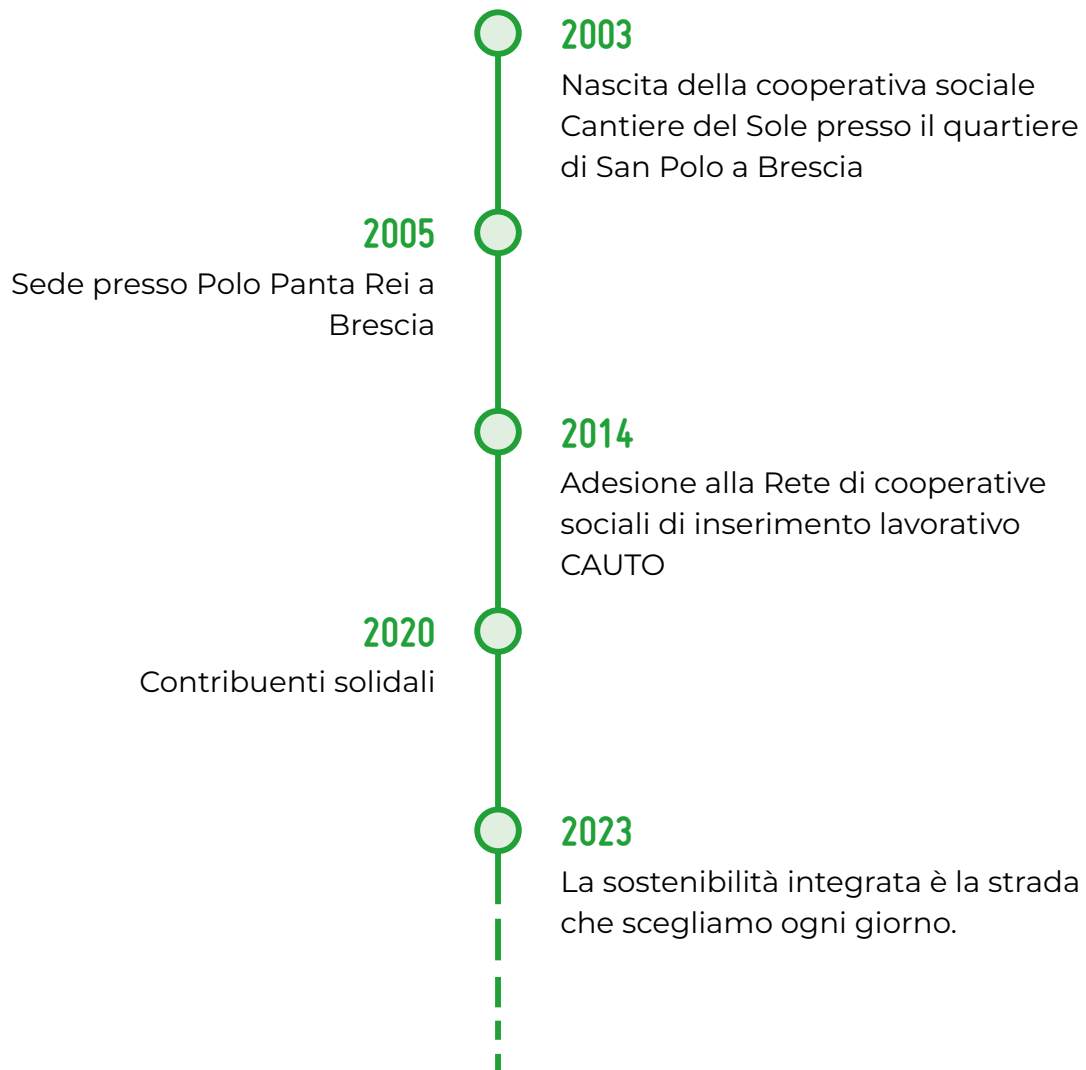 2003
Nascita della cooperativa sociale
Cantiere del Sole presso il quartiere
di San Polo a Brescia
2005
Sede presso Polo Panta Rei a
Brescia
2014
Adesione alla Rete di cooperative
sociali di inserimento lavorativo
CAUTO
2020
Contribuenti solidali
2023
La sostenibilità integrata è la strada
che scegliamo ogni giorno.